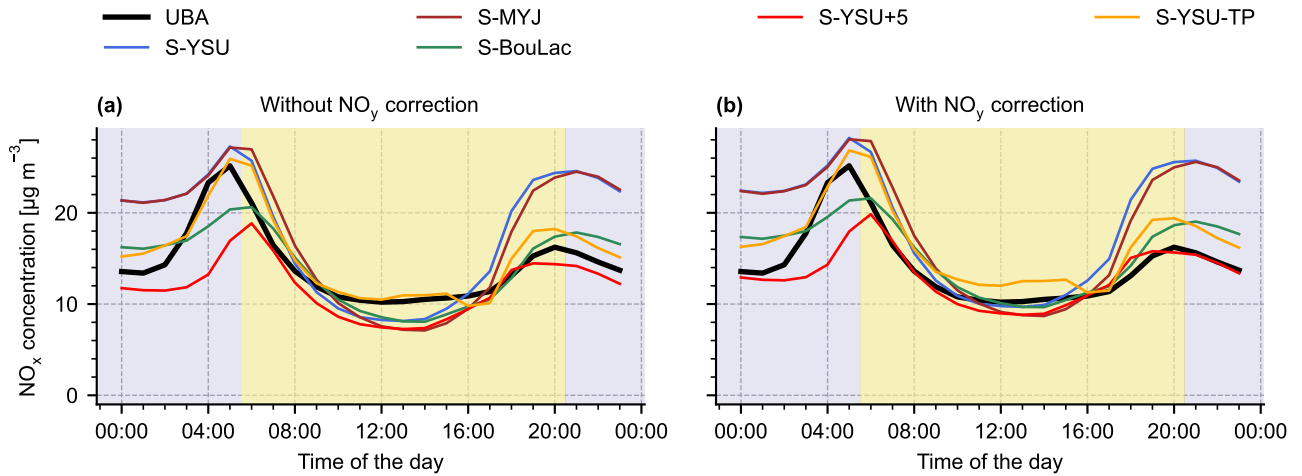 UBA S-MYJ S-YSU+5 S-YSU-TP
S-YSU S-BouLac
(a) Without NOy correction (b) With NOy correction
NOx concentration [µg m−3]
20
10
0
00:00 04:00 08:00 12:00 16:00 20:00 00:00 00:00 04:00 08:00 12:00 16:00 20:00 00:00
Time of the day Time of the day